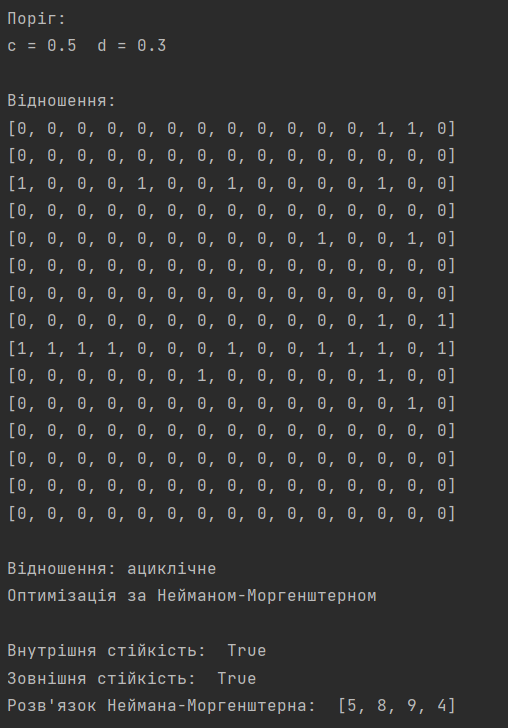 Поріг:
c = 0.5  d = 0.3
Відношення:
[0, 0, 0, 0, 0, 0, 0, 0, 0, 0, 0, 0, 1, 1, 0]
[0, 0, 0, 0, 0, 0, 0, 0, 0, 0, 0, 0, 0, 0, 0]
[1, 0, 0, 0, 1, 0, 0, 1, 0, 0, 0, 0, 1, 0, 0]
[0, 0, 0, 0, 0, 0, 0, 0, 0, 0, 0, 0, 0, 0, 0]
[0, 0, 0, 0, 0, 0, 0, 0, 0, 0, 1, 0, 0, 1, 0]
[0, 0, 0, 0, 0, 0, 0, 0, 0, 0, 0, 0, 0, 0, 0]
[0, 0, 0, 0, 0, 0, 0, 0, 0, 0, 0, 0, 0, 0, 0]
[0, 0, 0, 0, 0, 0, 0, 0, 0, 0, 0, 0, 1, 0, 1]
[1, 1, 1, 1, 0, 0, 0, 1, 0, 0, 1, 1, 1, 0, 1]
[0, 0, 0, 0, 0, 0, 1, 0, 0, 0, 0, 0, 1, 0, 0]
[0, 0, 0, 0, 0, 0, 0, 0, 0, 0, 0, 0, 0, 1, 0]
[0, 0, 0, 0, 0, 0, 0, 0, 0, 0, 0, 0, 0, 0, 0]
[0, 0, 0, 0, 0, 0, 0, 0, 0, 0, 0, 0, 0, 0, 0]
[0, 0, 0, 0, 0, 0, 0, 0, 0, 0, 0, 0, 0, 0, 0]
[0, 0, 0, 0, 0, 0, 0, 0, 0, 0, 0, 0, 0, 0, 0]
Відношення: ациклічне
Оптимізація за Нейманом-Моргенштерном
Внутрішня стійкість:  True
Зовнішня стійкість:  True
Розв'язок Неймана-Моргенштерна:  [5, 8, 9, 4]